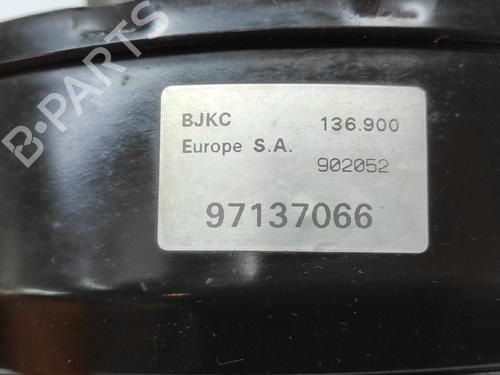 B-PARTS
BJKC 136.900
Europe S.A.
902052
97137066